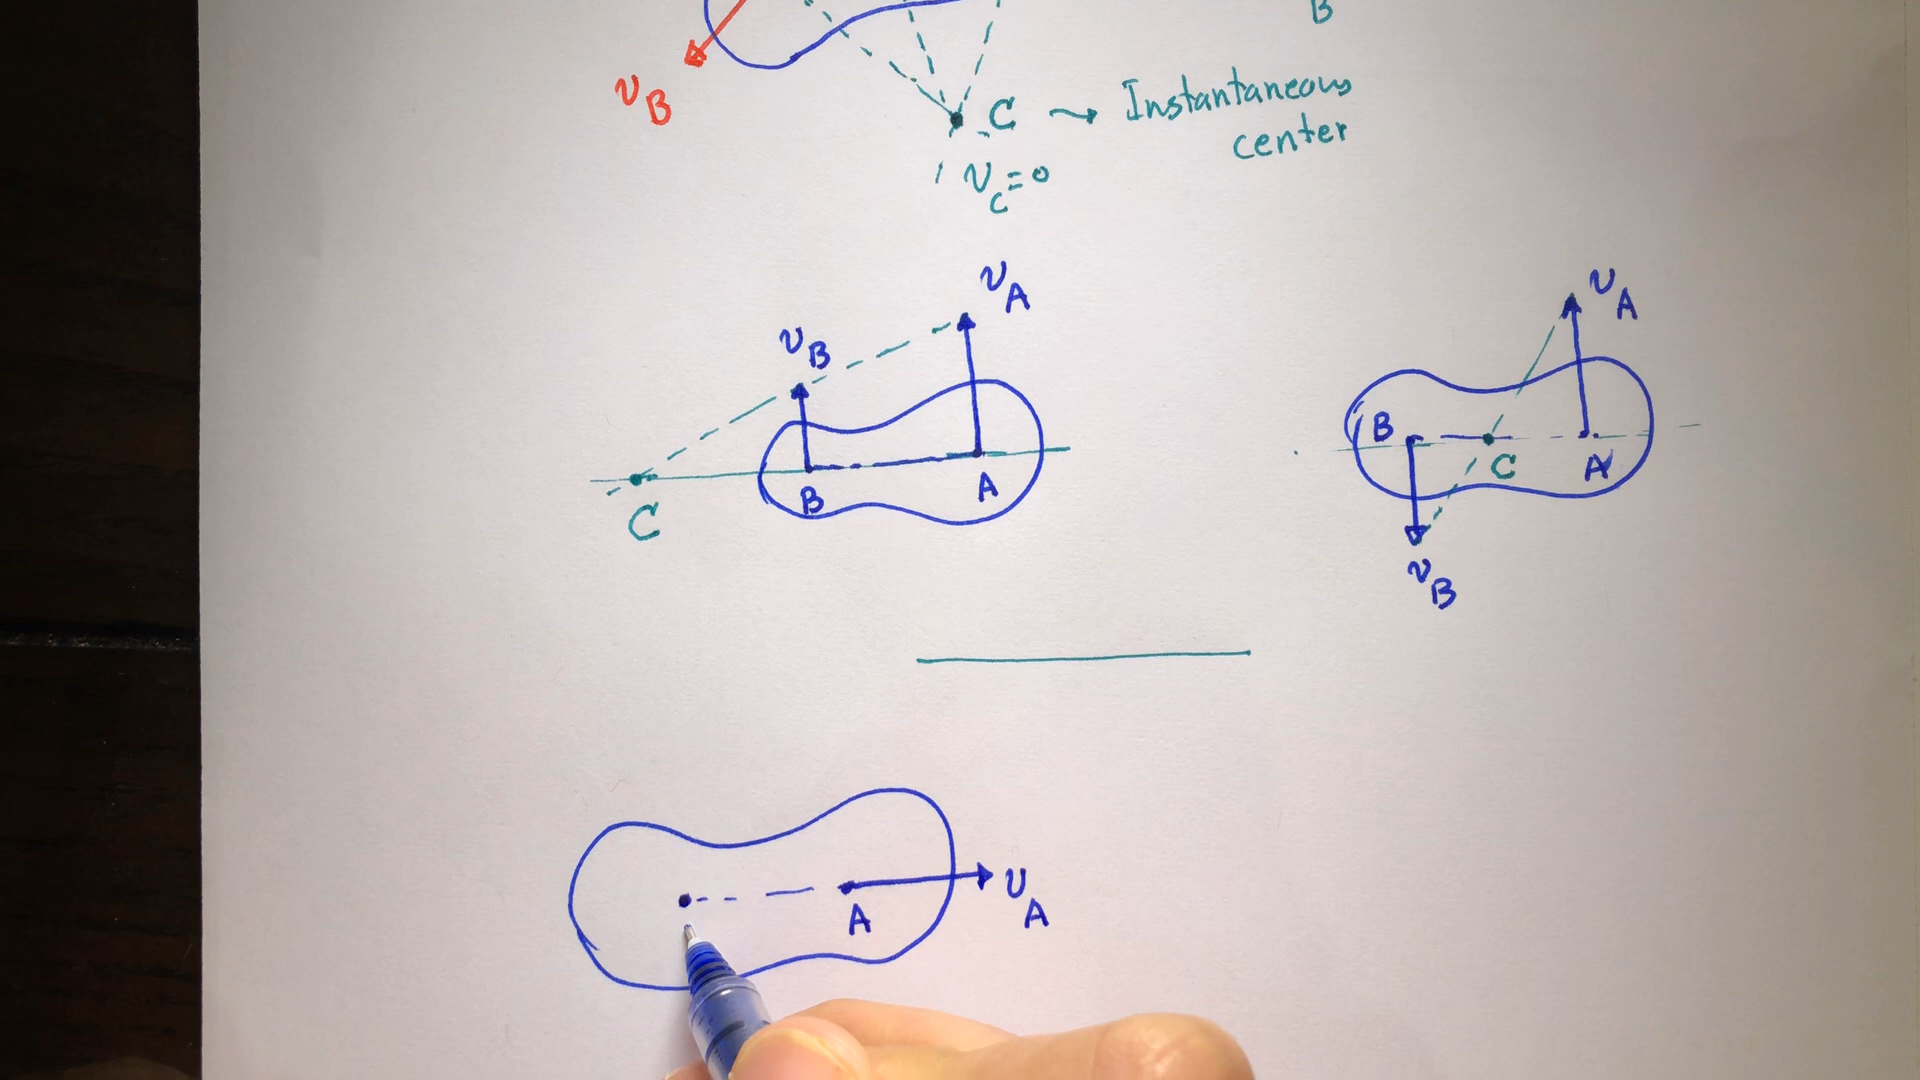 B
v_B
C → Instantaneous
center
v_C = 0
v_A
v_B
B
A
C
v_A
B
C
A
v_B
A
v_A